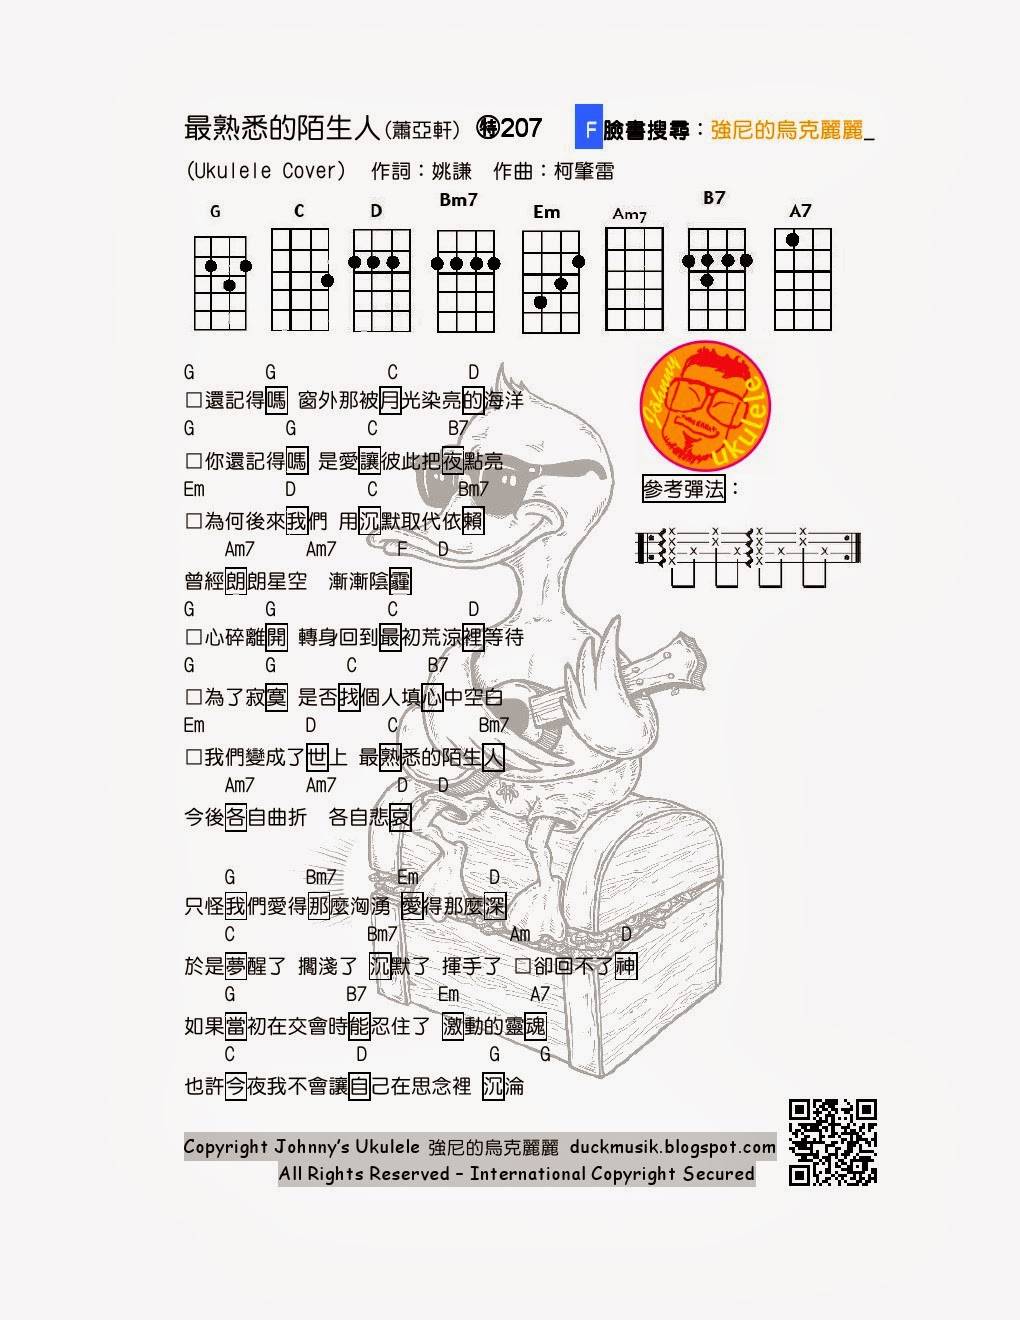 最熟悉的陌生人(蕭亞軒) 特207 F 臉書搜尋：強尼的烏克麗麗_
(Ukulele Cover) 作詞：姚謙 作曲：柯肇雷
G C D Bm7 Em Am7 B7 A7
G G C D
□還記得嗎 窗外那被月光染亮的海洋
G G C B7
□你還記得嗎 是愛讓彼此把夜點亮
Em D C Bm7
□為何後來我們 用沉默取代依賴
Am7 Am7 F D
曾經朗朗星空 漸漸陰霾
G G C D
□心碎離開 轉身回到最初荒涼裡等待
G G C B7
□為了寂寞 是否找個人填心中空白
Em D C Bm7
□我們變成了世上 最熟悉的陌生人
Am7 Am7 D D
今後各自曲折 各自悲哀
G Bm7 Em D
只怪我們愛得那麼洶湧 愛得那麼深
C Bm7 Am D
於是夢醒了 擱淺了 沉默了 揮手了 □卻回不了神
G B7 Em A7
如果當初在交會時能忍住了 激動的靈魂
C D G G
也許今夜我不會讓自己在思念裡 沉淪
Johnny ukulele
參考彈法：
Copyright Johnny's Ukulele 強尼的烏克麗麗 duckmusik.blogspot.com
All Rights Reserved - International Copyright Secured